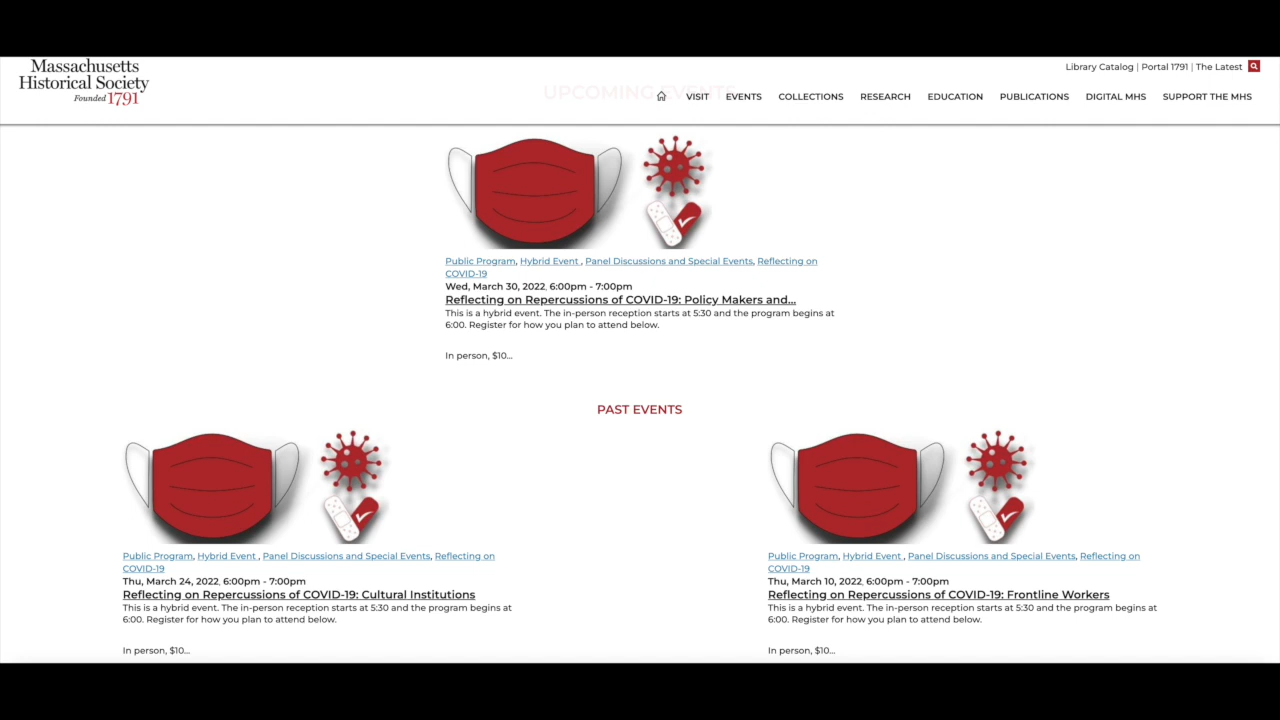 Massachusetts
Historical Society
Founded 1791
Library Catalog | Portal 1791 | The Latest
UPCOMING EVENTS
VISIT EVENTS COLLECTIONS RESEARCH EDUCATION PUBLICATIONS DIGITAL MHS SUPPORT THE MHS
Public Program, Hybrid Event , Panel Discussions and Special Events, Reflecting on
COVID-19
Wed, March 30, 2022, 6:00pm - 7:00pm
Reflecting on Repercussions of COVID-19: Policy Makers and...
This is a hybrid event. The in-person reception starts at 5:30 and the program begins at
6:00. Register for how you plan to attend below.
In person, $10...
PAST EVENTS
Public Program, Hybrid Event , Panel Discussions and Special Events, Reflecting on
COVID-19
Thu, March 24, 2022, 6:00pm - 7:00pm
Reflecting on Repercussions of COVID-19: Cultural Institutions
This is a hybrid event. The in-person reception starts at 5:30 and the program begins at
6:00. Register for how you plan to attend below.
In person, $10...
Public Program, Hybrid Event , Panel Discussions and Special Events, Reflecting on
COVID-19
Thu, March 10, 2022, 6:00pm - 7:00pm
Reflecting on Repercussions of COVID-19: Frontline Workers
This is a hybrid event. The in-person reception starts at 5:30 and the program begins at
6:00. Register for how you plan to attend below.
In person, $10...